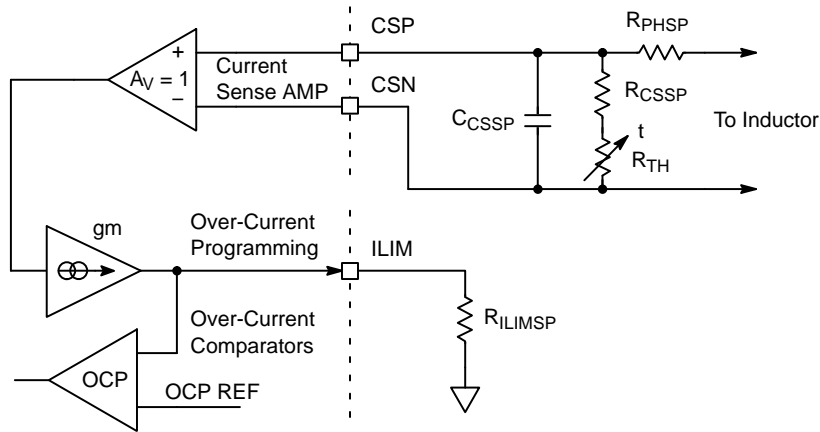 CSP
RPHSP
+
AV = 1
−
Current
Sense AMP
CSN
RCSSP
CCSSP
t
To Inductor
RTH
gm
Over-Current
Programming
ILIM
RILIMSP
Over-Current
Comparators
OCP
OCP REF